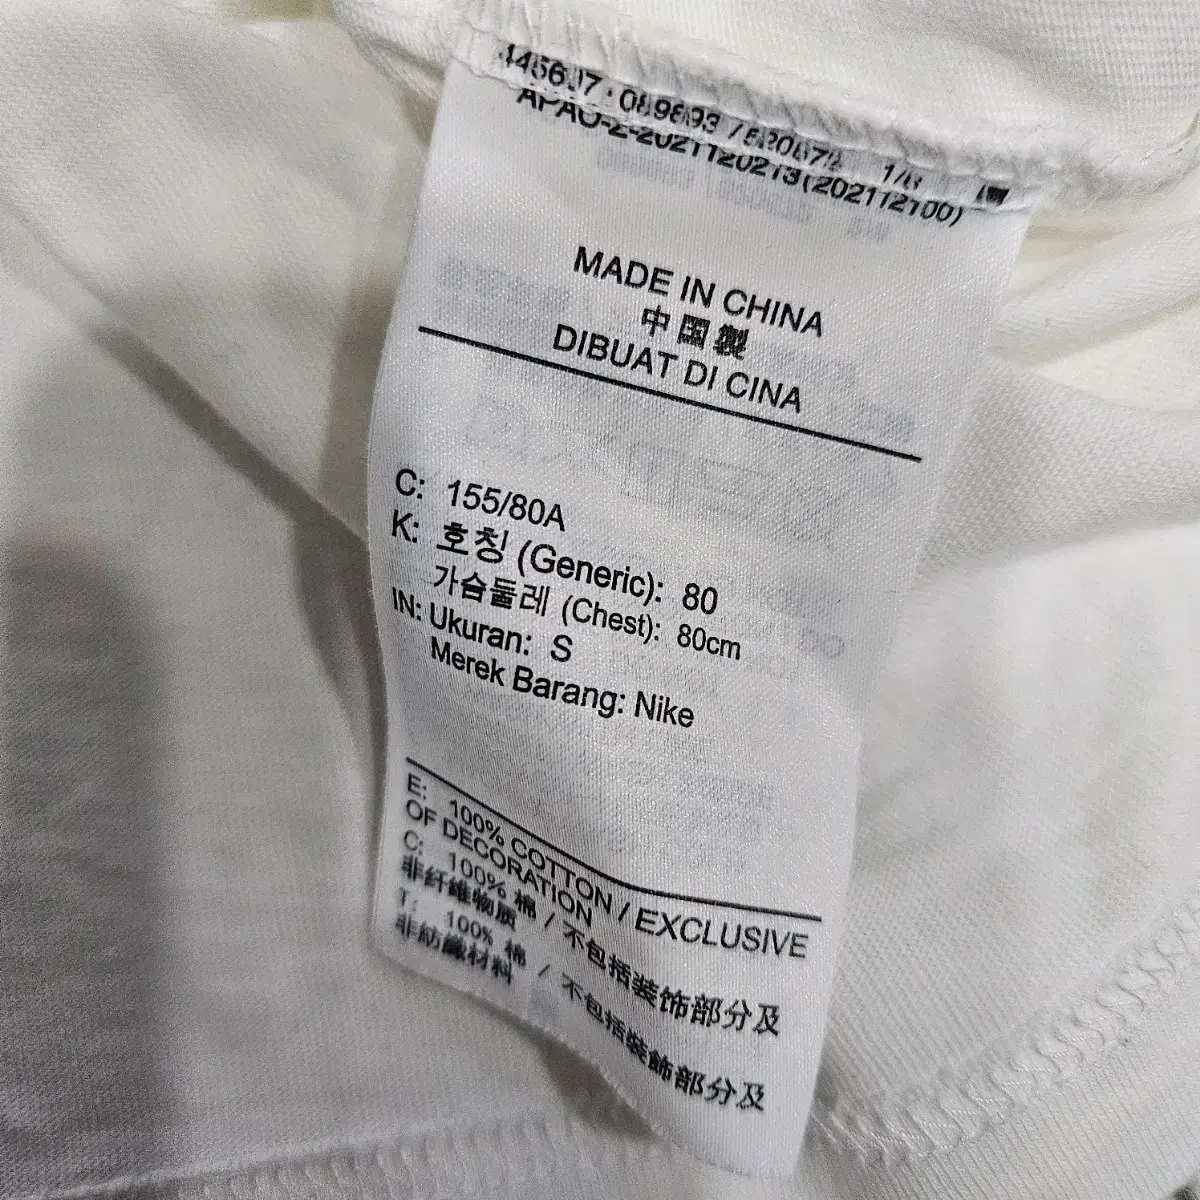 APAO-Z-2021120213(202112100)
MADE IN CHINA
中国製
DIBUAT DI CINA
C: 155/80A
K: 호칭 (Generic): 80
가슴둘레 (Chest): 80cm
IN: Ukuran: S
Merek Barang: Nike
E: 100% COTTON / EXCLUSIVE
OF DECORATION
C: 100% 棉 / 不包括装饰部分及
非纤维物质
T: 100% 棉 / 不包括裝飾部分及
非紡織材料